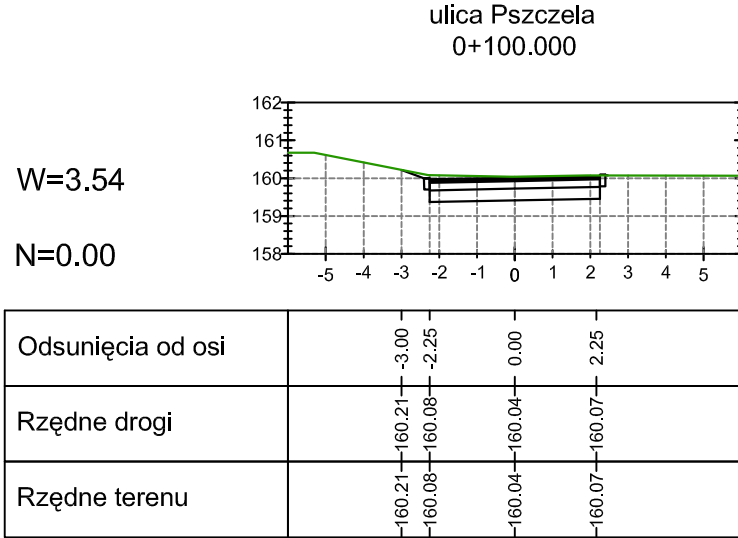 ulica Pszczela
0+100.000
162
161
W=3.54
160
159
N=0.00
158
-5 -4 -3 -2 -1 0 1 2 3 4 5
Odsunięcia od osi -3.00 -2.25 0.00 2.25
Rzędne drogi 160.21 160.08 160.04 160.07
Rzędne terenu 160.21 160.08 160.04 160.07